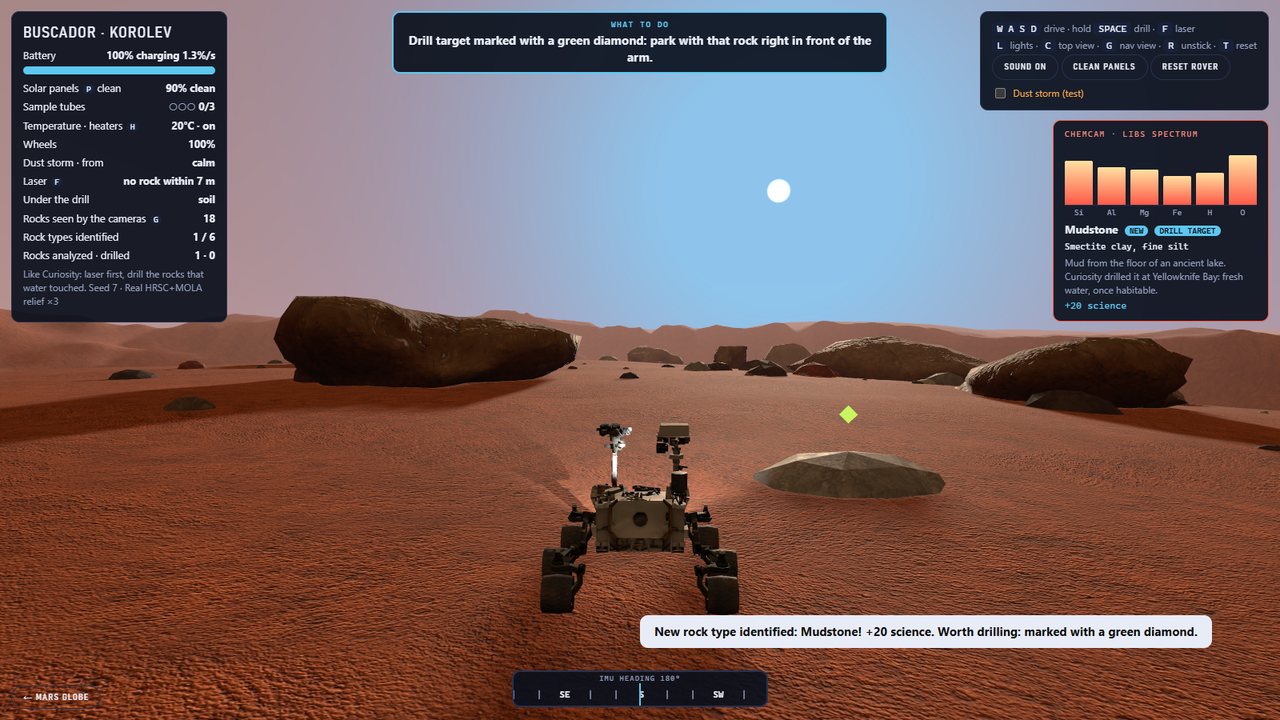 BUSCADOR · KOROLEV
Battery 100% charging 1.3%/s
Solar panels P clean 90% clean
Sample tubes ○○○ 0/3
Temperature · heaters H 20°C · on
Wheels 100%
Dust storm · from calm
Laser F no rock within 7 m
Under the drill soil
Rocks seen by the cameras G 18
Rock types identified 1 / 6
Rocks analyzed · drilled 1 · 0
Like Curiosity: laser first, drill the rocks that
water touched. Seed 7 · Real HRSC+MOLA
relief ×3
WHAT TO DO
Drill target marked with a green diamond: park with that rock right in front of the
arm.
W A S D drive · hold SPACE drill · F laser
L lights · C top view · G nav view · R unstick · T reset
SOUND ON CLEAN PANELS RESET ROVER
Dust storm (test)
CHEMCAM · LIBS SPECTRUM
Si Al Mg Fe H O
Mudstone NEW DRILL TARGET
Smectite clay, fine silt
Mud from the floor of an ancient lake.
Curiosity drilled it at Yellowknife Bay: fresh
water, once habitable.
+20 science
New rock type identified: Mudstone! +20 science. Worth drilling: marked with a green diamond.
IMU HEADING 180°
| | SE | | S | | SW |
← MARS GLOBE